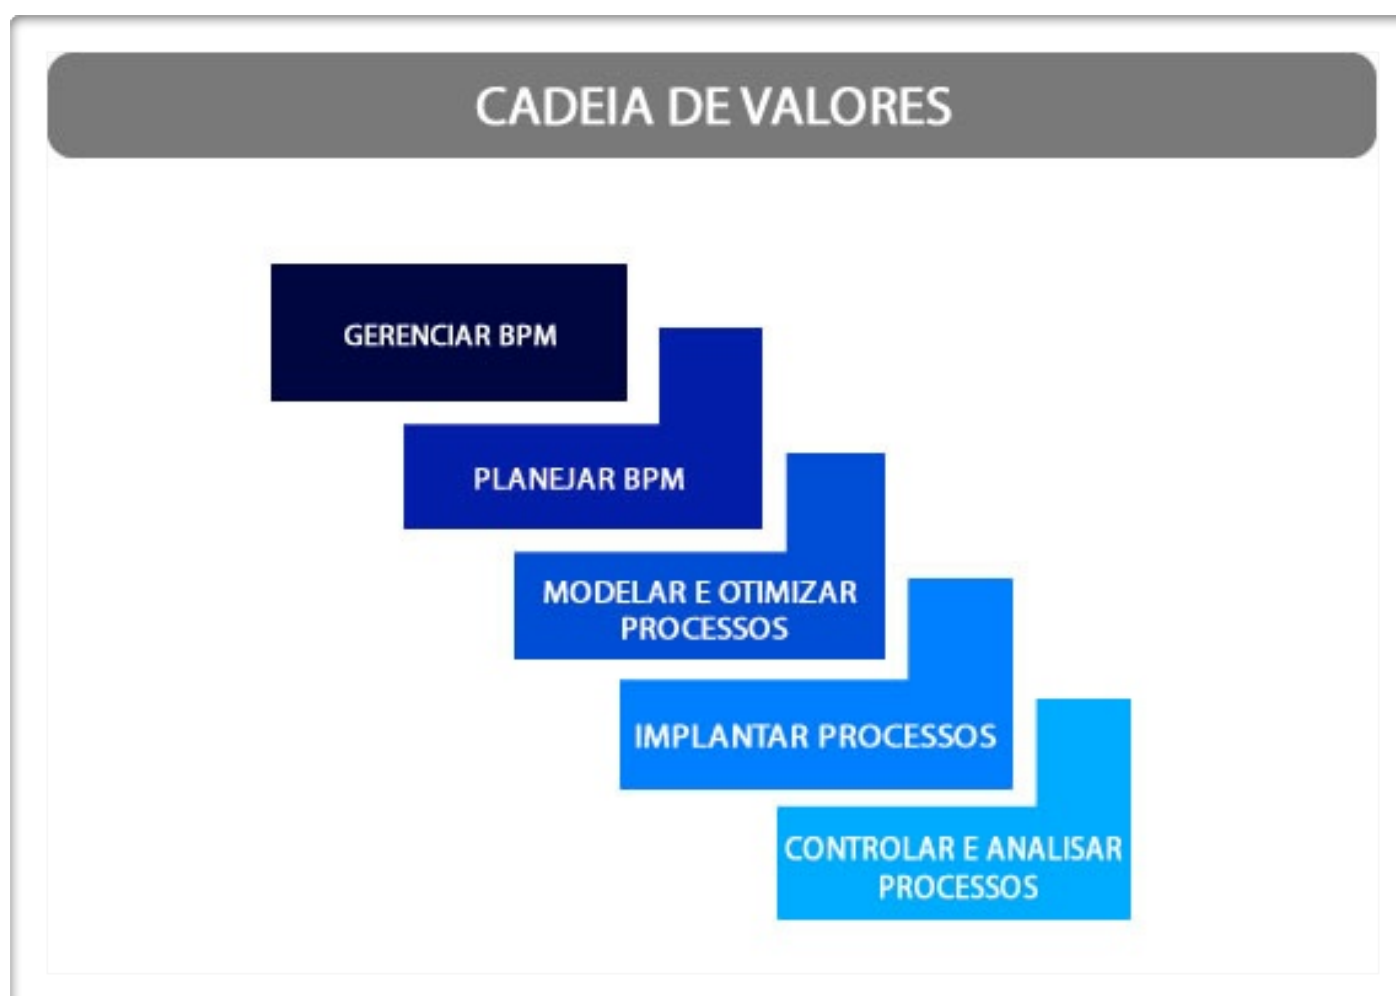 CADEIA DE VALORES
GERENCIAR BPM
PLANEJAR BPM
MODELAR E OTIMIZAR
PROCESSOS
IMPLANTAR PROCESSOS
CONTROLAR E ANALISAR
PROCESSOS